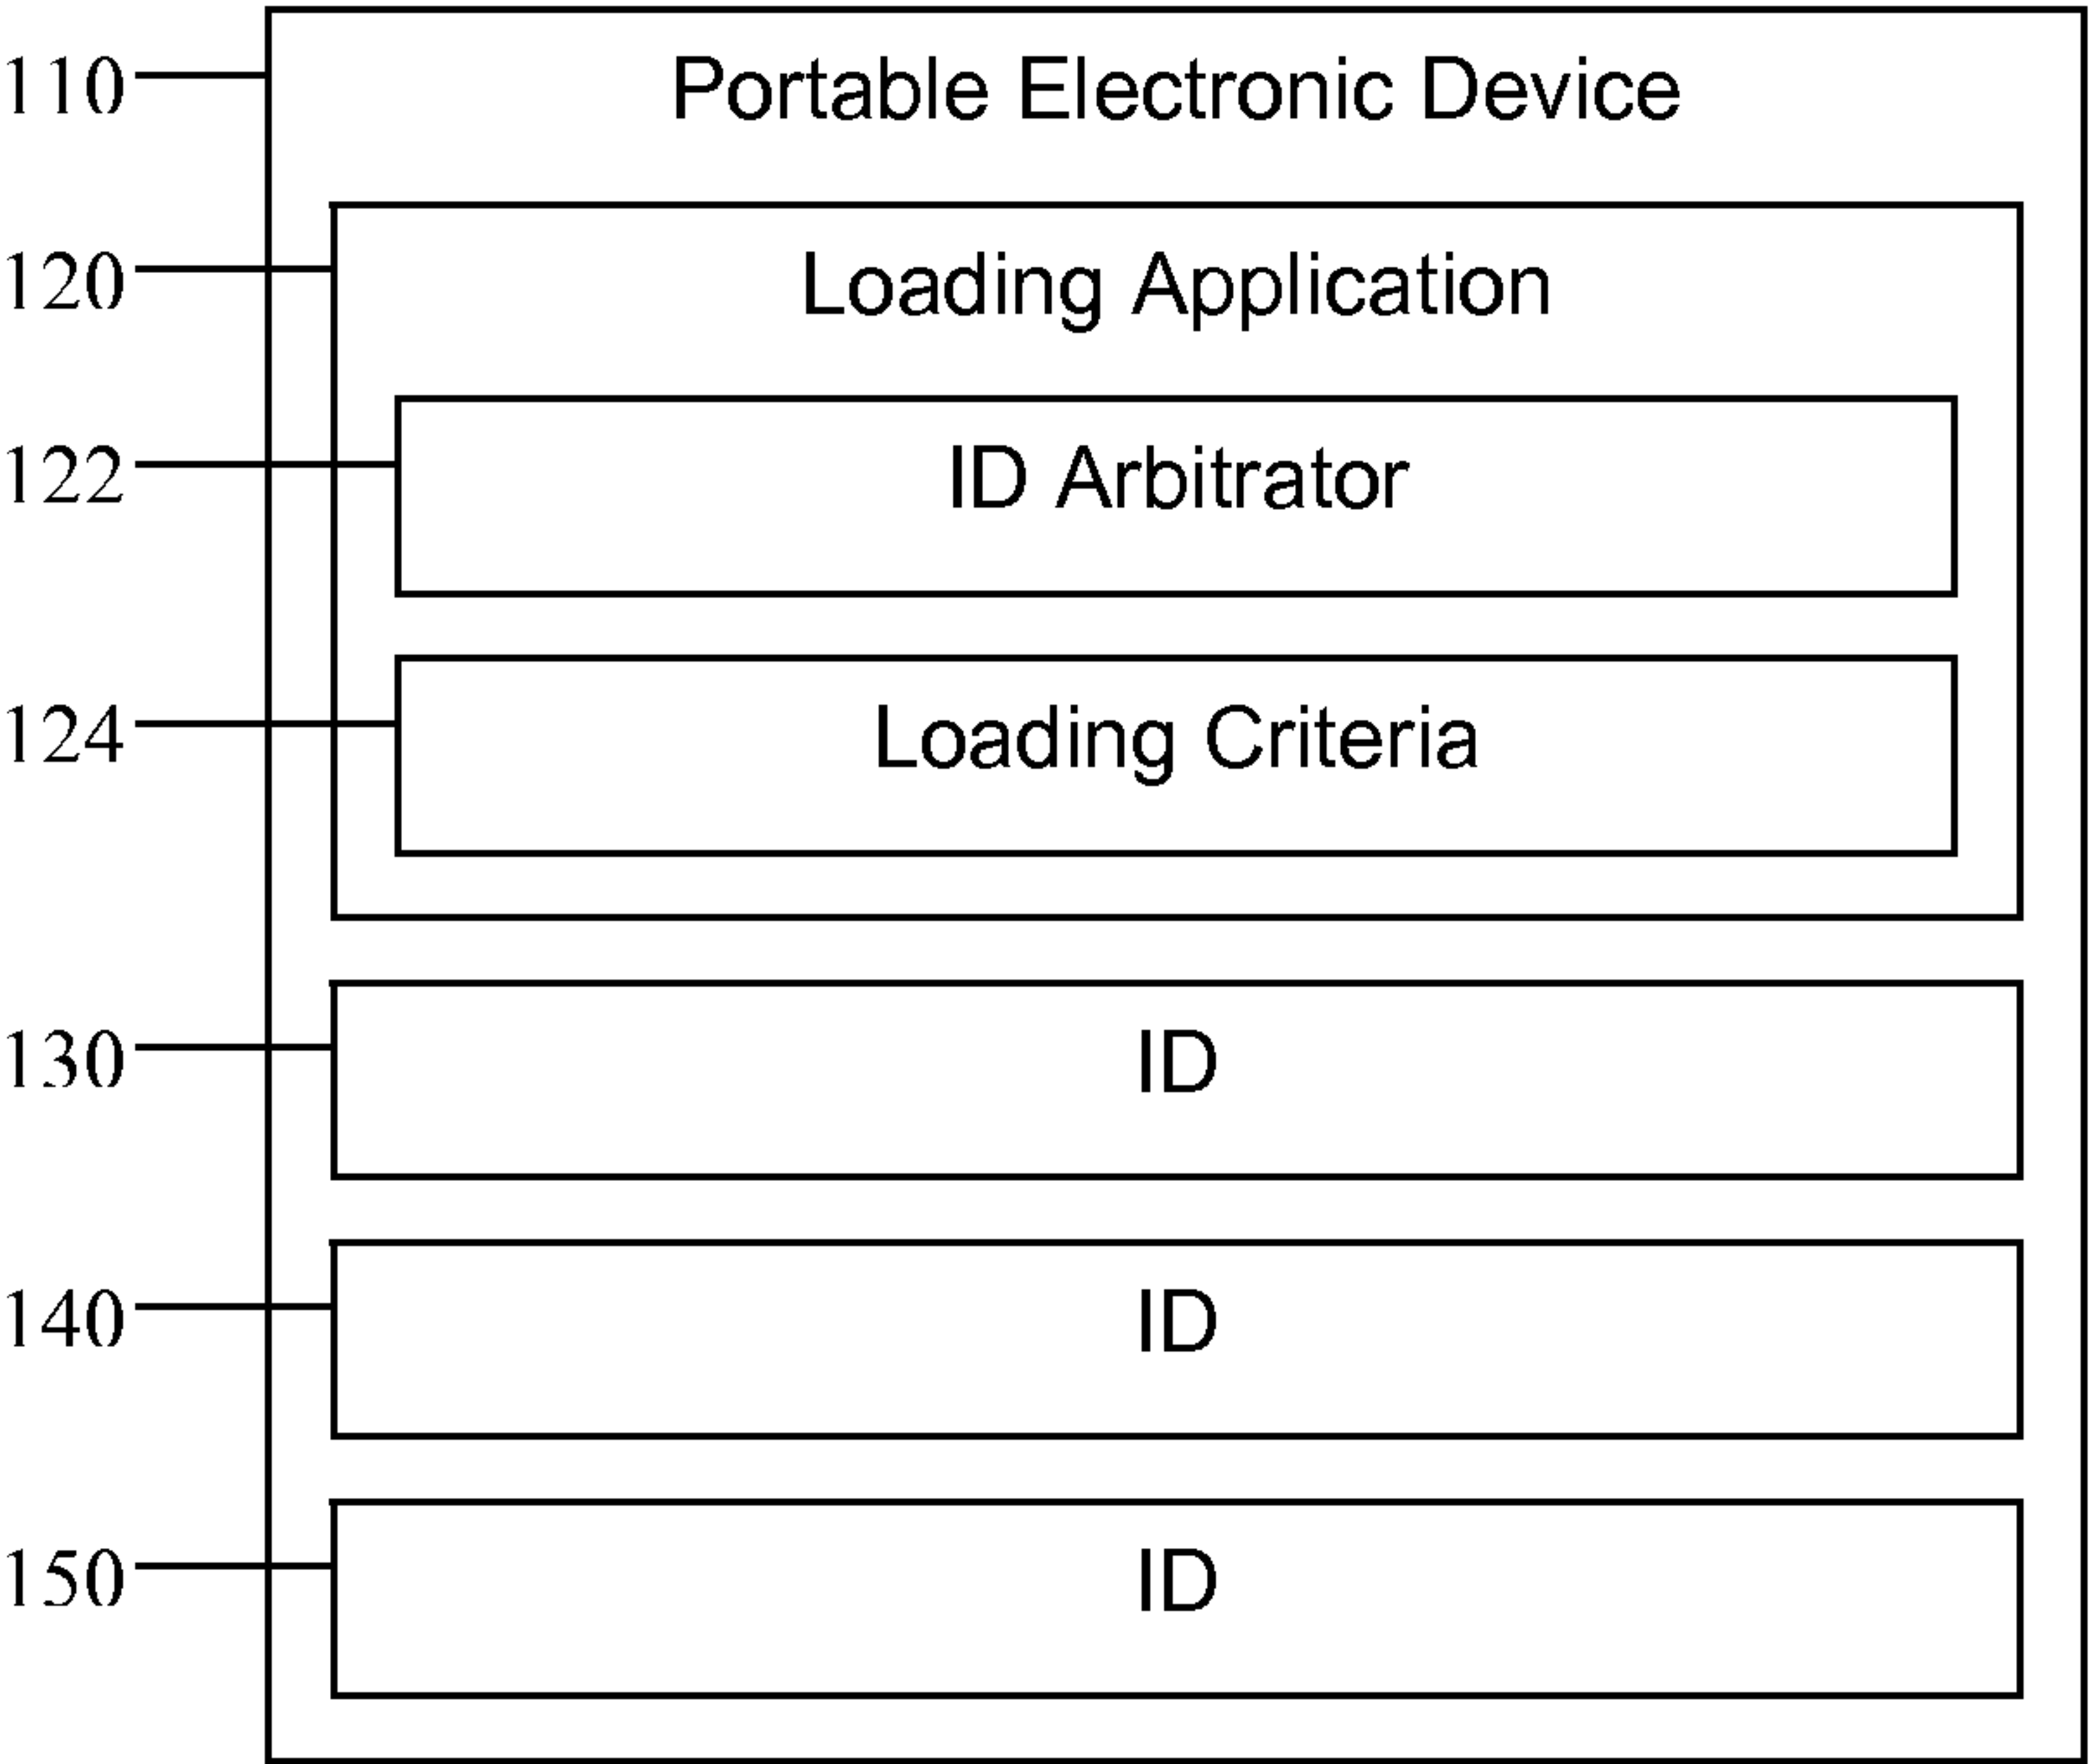 110 Portable Electronic Device
120 Loading Application
122 ID Arbitrator
124 Loading Criteria
130 ID
140 ID
150 ID